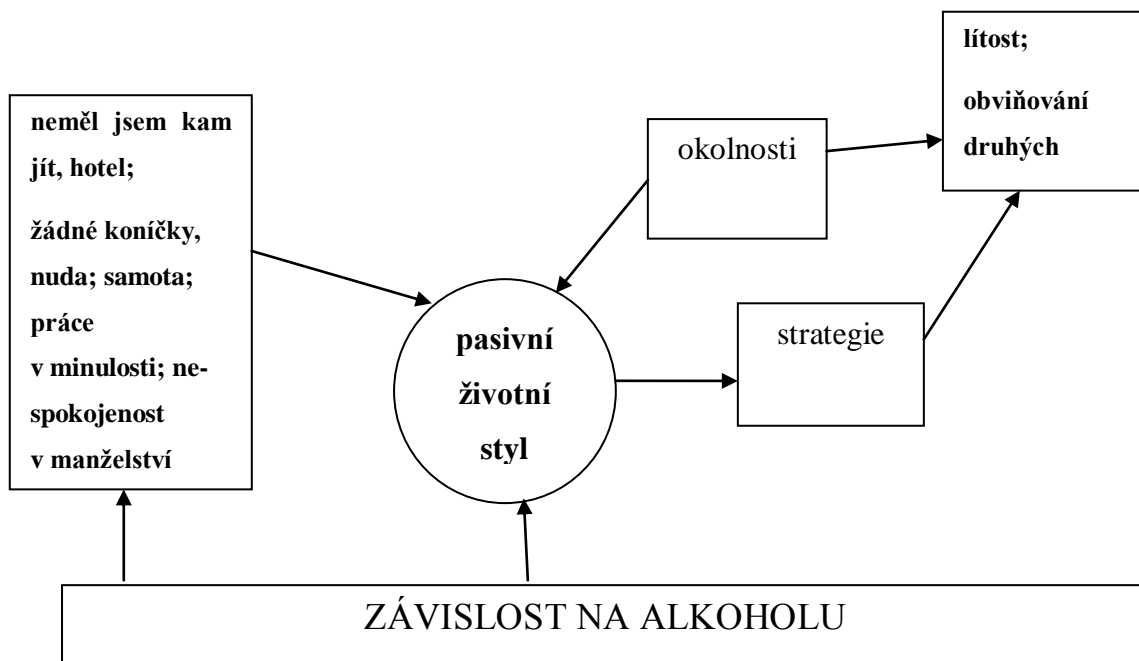 neměl jsem kam
jít, hotel;
žádné koníčky,
nuda; samota;
práce
v minulosti; ne-
spokojenost
v manželství
pasivní
životní
styl
okolnosti
strategie
lítost;
obviňování
druhých
ZÁVISLOST NA ALKOHOLU